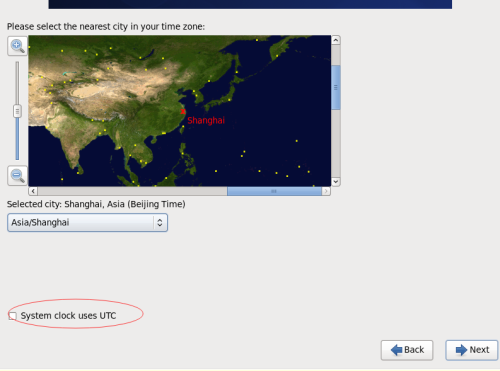 Please select the nearest city in your time zone:
Shanghai
Selected city: Shanghai, Asia (Beijing Time)
Asia/Shanghai
System clock uses UTC
Back
Next